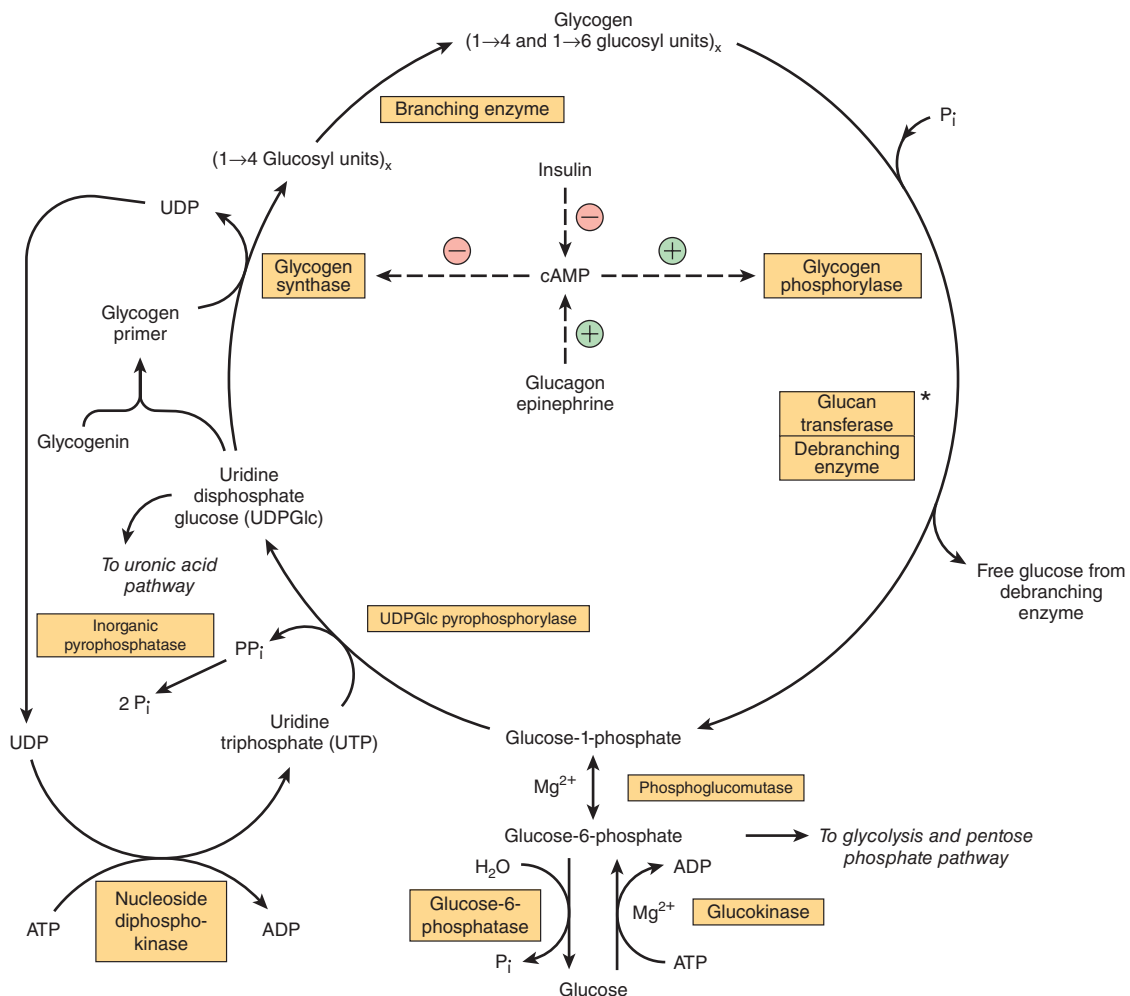 Glycogen
(1→4 and 1→6 glucosyl units)x
Branching enzyme
Pi
(1→4 Glucosyl units)x
Insulin
UDP
−
−
+
Glycogen
synthase
cAMP
Glycogen
phosphorylase
Glycogen
primer
+
Glucagon
epinephrine
Glucan
transferase
*
Debranching
enzyme
Glycogenin
Uridine
disphosphate
glucose (UDPGlc)
To uronic acid
pathway
Free glucose from
debranching
enzyme
Inorganic
pyrophosphatase
UDPGlc pyrophosphorylase
PPi
2 Pi
UDP
Uridine
triphosphate (UTP)
Glucose-1-phosphate
Mg2+
Phosphoglucomutase
Glucose-6-phosphate
To glycolysis and pentose
phosphate pathway
H2O
ADP
Nucleoside
diphospho-
kinase
Glucose-6-
phosphatase
Mg2+
Glucokinase
ATP
ADP
Pi
ATP
Glucose